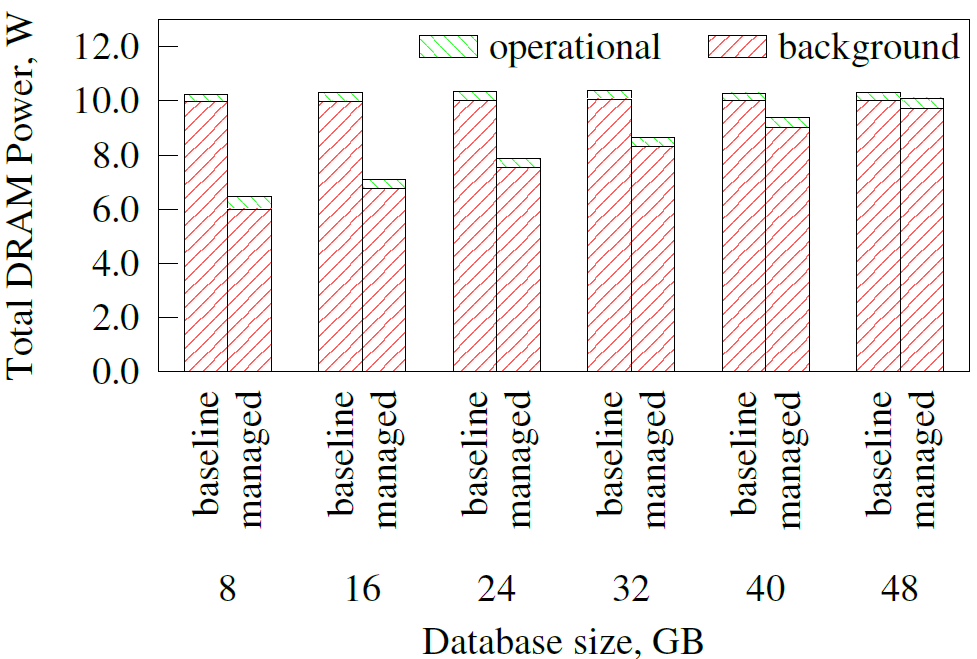 Total DRAM Power, W
12.0
10.0
8.0
6.0
4.0
2.0
0.0
operational
background
baseline
managed
baseline
managed
baseline
managed
baseline
managed
baseline
managed
baseline
managed
8 16 24 32 40 48
Database size, GB